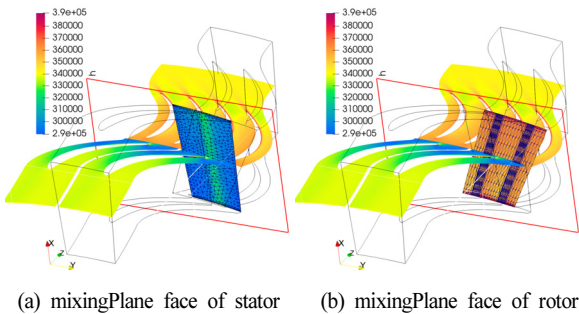 3.9e+05
380000
370000
360000
350000
340000
330000
320000
310000
300000
2.9e+05
p
X
Z
Y
3.9e+05
380000
370000
360000
350000
340000
330000
320000
310000
300000
2.9e+05
p
X
Z
Y
(a) mixingPlane face of stator
(b) mixingPlane face of rotor